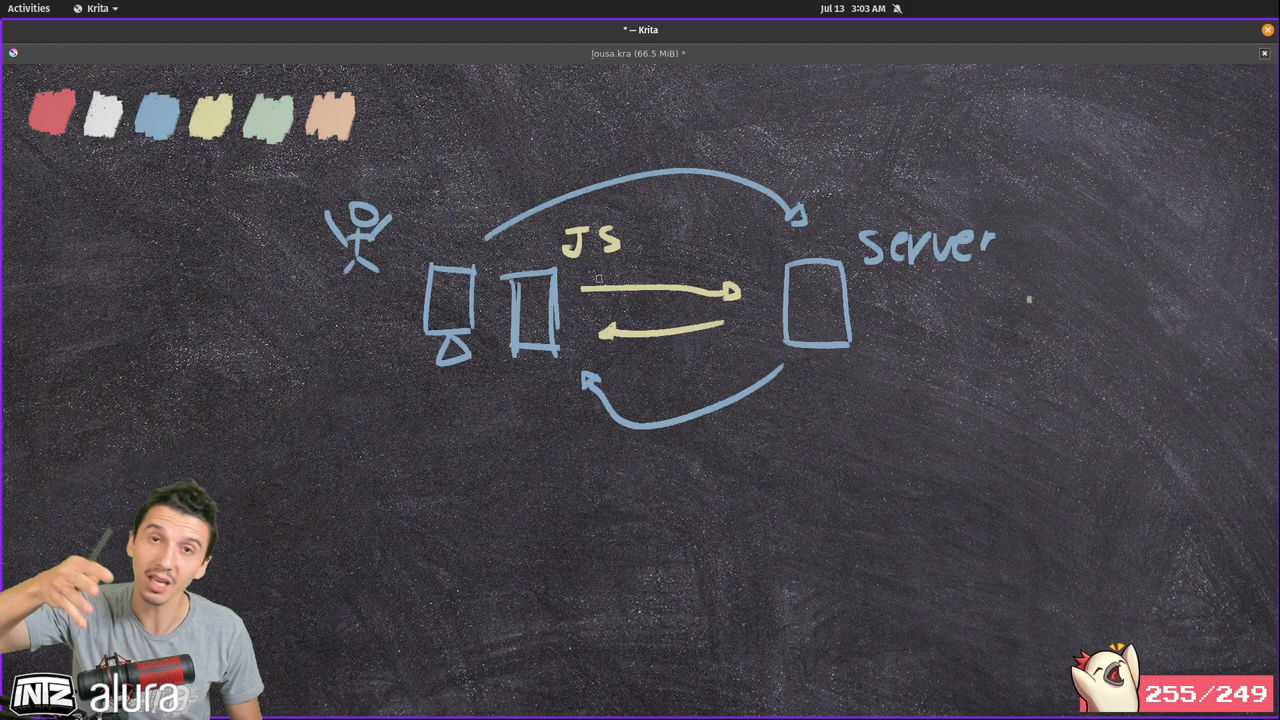 Activities
Krita
Jul 13 3:03 AM
* — Krita
lousa.kra (66.5 MiB) *
JS
server
INTZ
alura
255/249